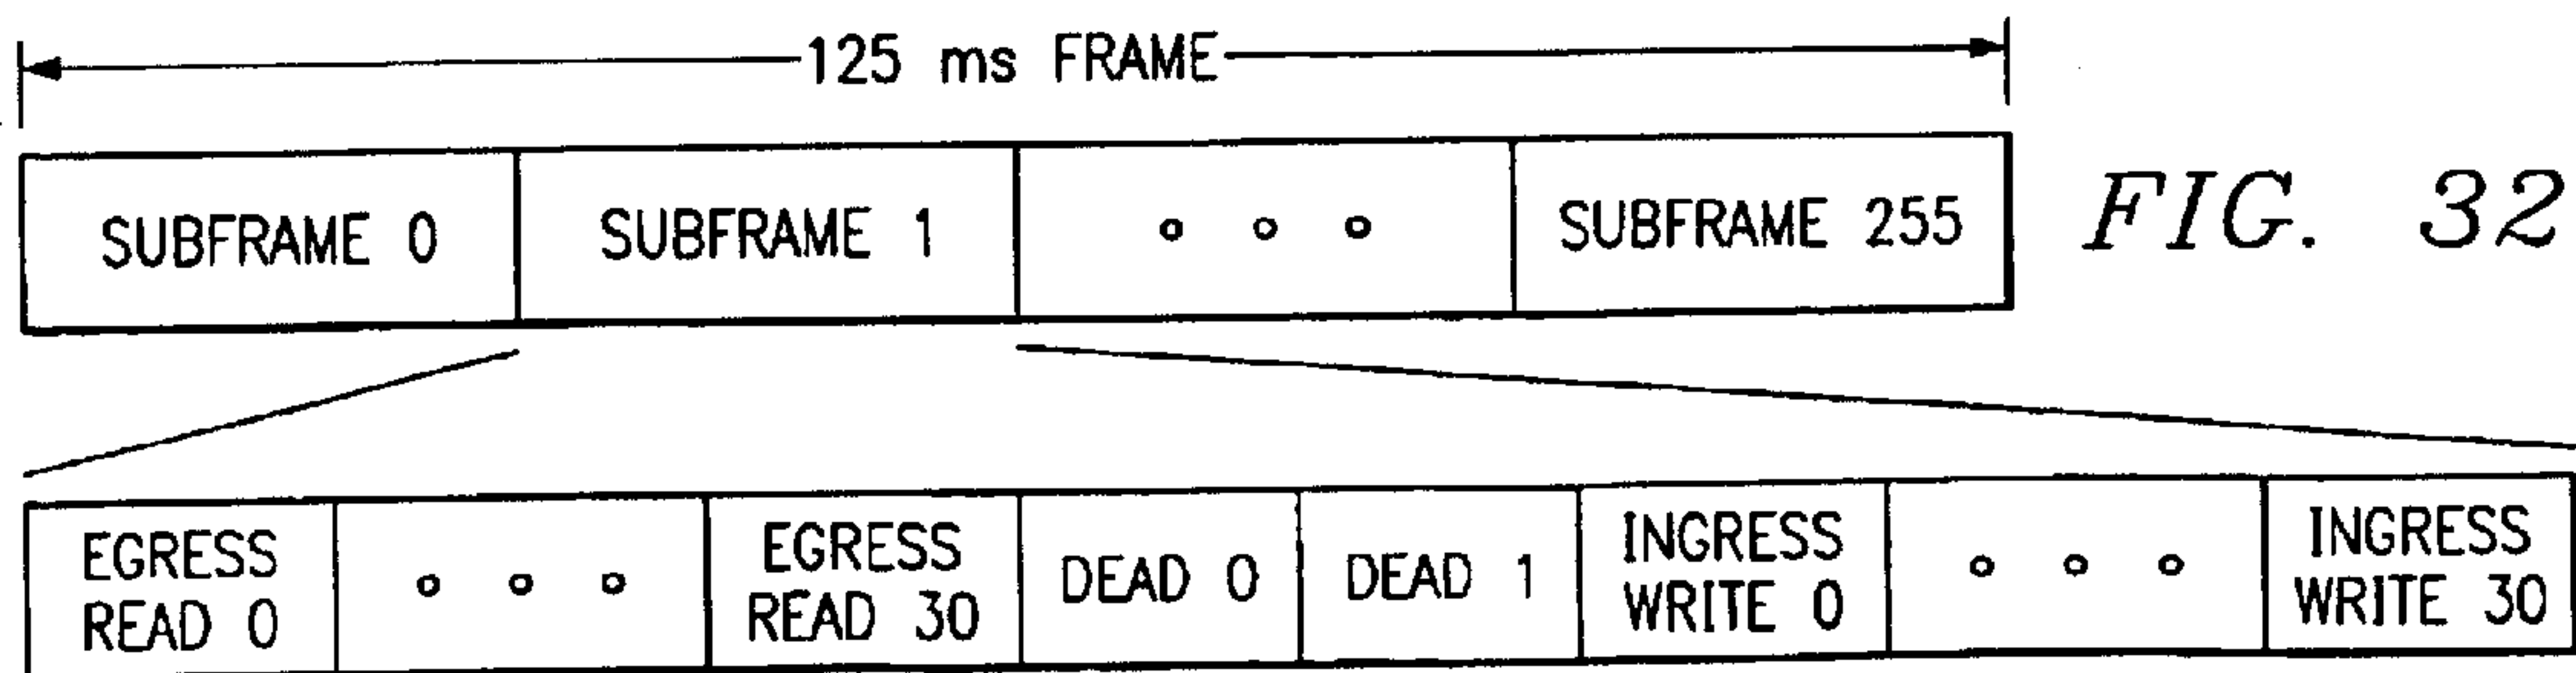 125 ms FRAME
SUBFRAME 0
SUBFRAME 1
SUBFRAME 255
FIG. 32
EGRESS
READ 0
EGRESS
READ 30
DEAD 0
DEAD 1
INGRESS
WRITE 0
INGRESS
WRITE 30